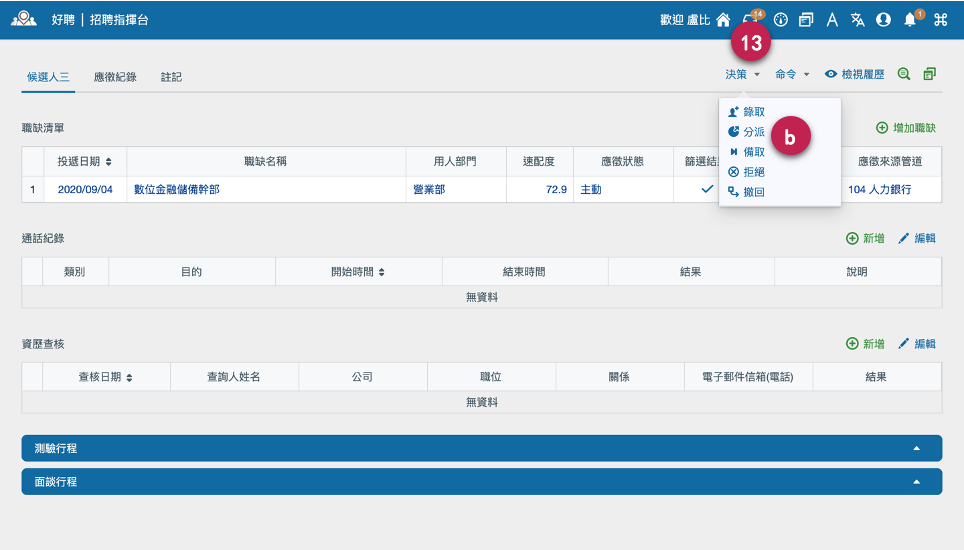 好聘 | 招聘指揮台
歡迎 盧比 14 1
13
候選人三 應徵紀錄 註記
決策 命令 檢視履歷
錄取
分派
備取
拒絕
撤回
b
職缺清單 增加職缺
投遞日期 職缺名稱 用人部門 速配度 應徵狀態 篩選結 應徵來源管道
1 2020/09/04 數位金融儲備幹部 營業部 72.9 主動 104 人力銀行
通話紀錄 新增 編輯
類別 目的 開始時間 結束時間 結果 說明
無資料
資歷查核 新增 編輯
查核日期 查詢人姓名 公司 職位 關係 電子郵件信箱(電話) 結果
無資料
測驗行程
面談行程